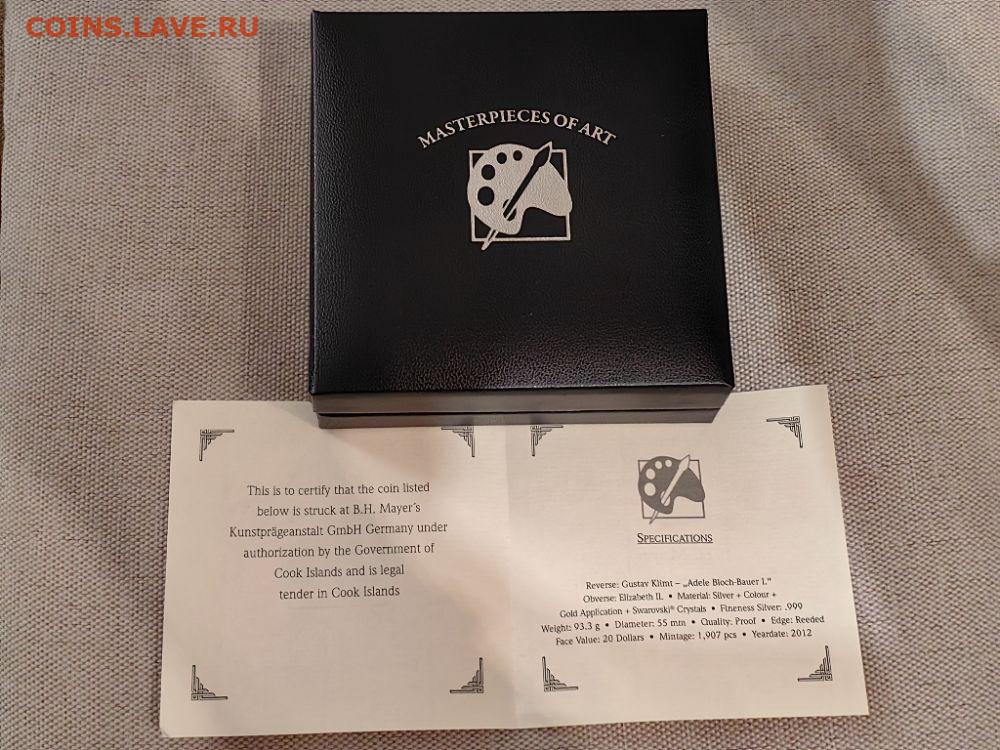 COINS.LAVE.RU
MASTERPIECES OF ART
This is to certify that the coin listed
below is struck at B.H. Mayer´s
Kunstprägeanstalt GmbH Germany under
authorization by the Government of
Cook Islands and is legal
tender in Cook Islands
SPECIFICATIONS
Reverse: Gustav Klimt – „Adele Bloch-Bauer I."
Obverse: Elizabeth II. • Material: Silver + Colour +
Gold Application + Swarovski® Crystals • Fineness Silver: .999
Weight: 93.3 g • Diameter: 55 mm • Quality: Proof • Edge: Reeded
Face Value: 20 Dollars • Mintage: 1,907 pcs • Yeardate: 2012